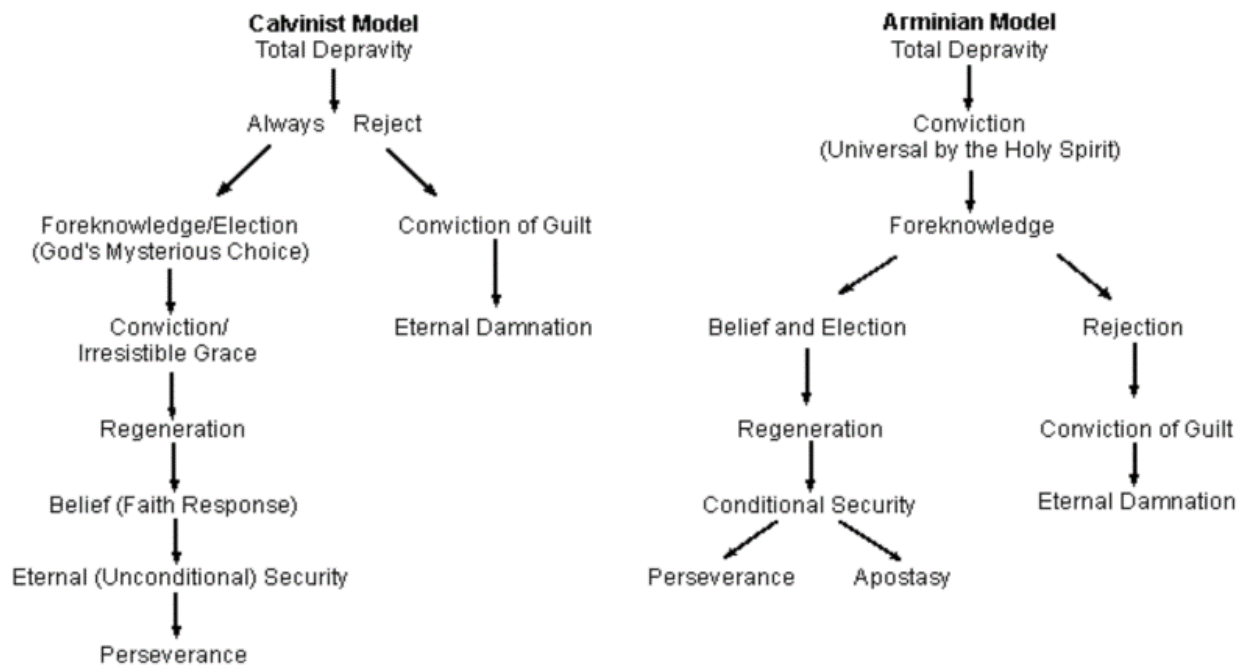 Calvinist Model
Total Depravity
Always Reject
Foreknowledge/Election
(God's Mysterious Choice)
Conviction of Guilt
Conviction/
Irresistible Grace
Eternal Damnation
Regeneration
Belief (Faith Response)
Eternal (Unconditional) Security
Perseverance
Arminian Model
Total Depravity
Conviction
(Universal by the Holy Spirit)
Foreknowledge
Belief and Election
Rejection
Regeneration
Conviction of Guilt
Conditional Security
Eternal Damnation
Perseverance
Apostasy